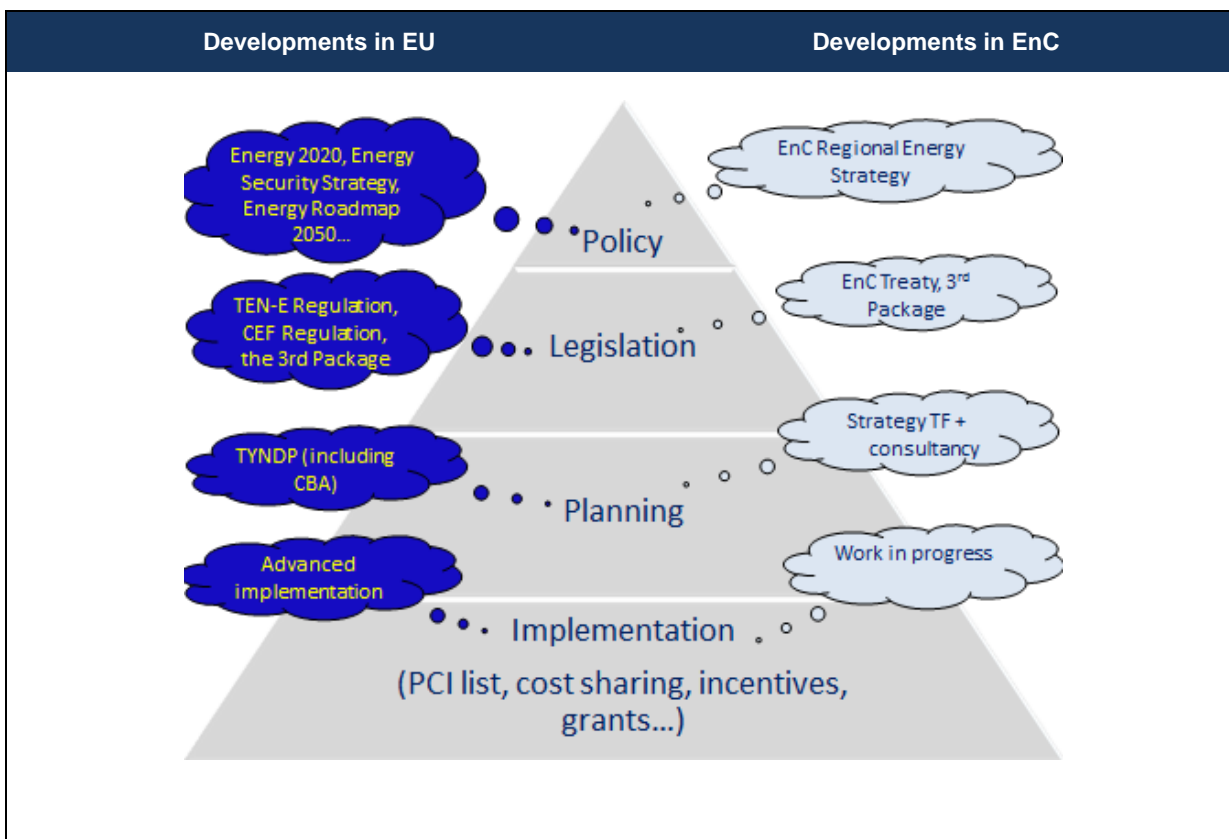 Developments in EU
Developments in EnC
Energy 2020, Energy
Security Strategy,
Energy Roadmap
2050...
EnC Regional Energy
Strategy
Policy
TEN-E Regulation,
CEF Regulation,
the 3rd Package
EnC Treaty, 3rd
Package
Legislation
TYNDP (including
CBA)
Strategy TF +
consultancy
Planning
Advanced
implementation
Work in progress
Implementation
(PCI list, cost sharing, incentives,
grants...)